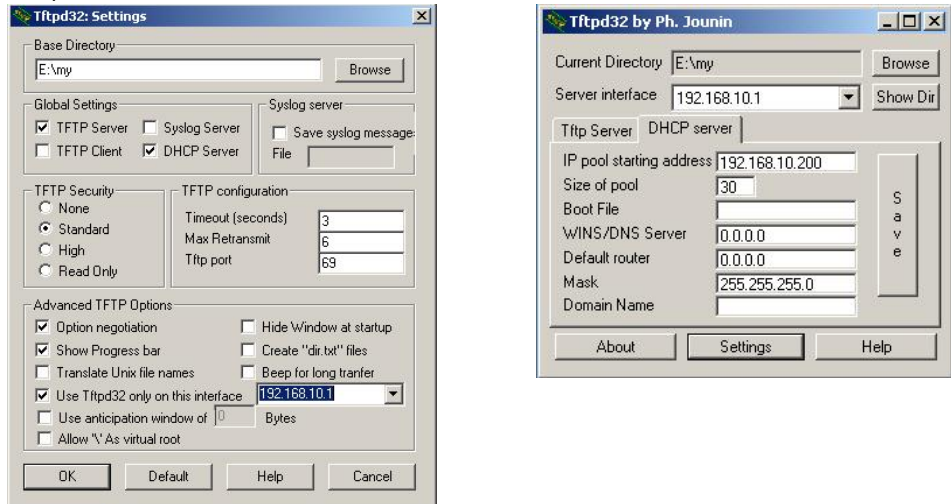 Tftpd32: Settings
Base Directory
E:\my
Browse
Global Settings
TFTP Server
Syslog Server
TFTP Client
DHCP Server
Syslog server
Save syslog message
File
TFTP Security
None
Standard
High
Read Only
TFTP configuration
Timeout (seconds) 3
Max Retransmit 6
Tftp port 69
Advanced TFTP Options
Option negotiation
Hide Window at startup
Show Progress bar
Create "dir.txt" files
Translate Unix file names
Beep for long tranfer
Use Tftpd32 only on this interface 192.168.10.1
Use anticipation window of 0 Bytes
Allow '\' As virtual root
OK
Default
Help
Cancel
Tftpd32 by Ph. Jounin
Current Directory E:\my Browse
Server interface 192.168.10.1 Show Dir
Tftp Server
DHCP server
IP pool starting address 192.168.10.200
Size of pool 30
Boot File
WINS/DNS Server 0.0.0.0
Default router 0.0.0.0
Mask 255.255.255.0
Domain Name
Save
About
Settings
Help